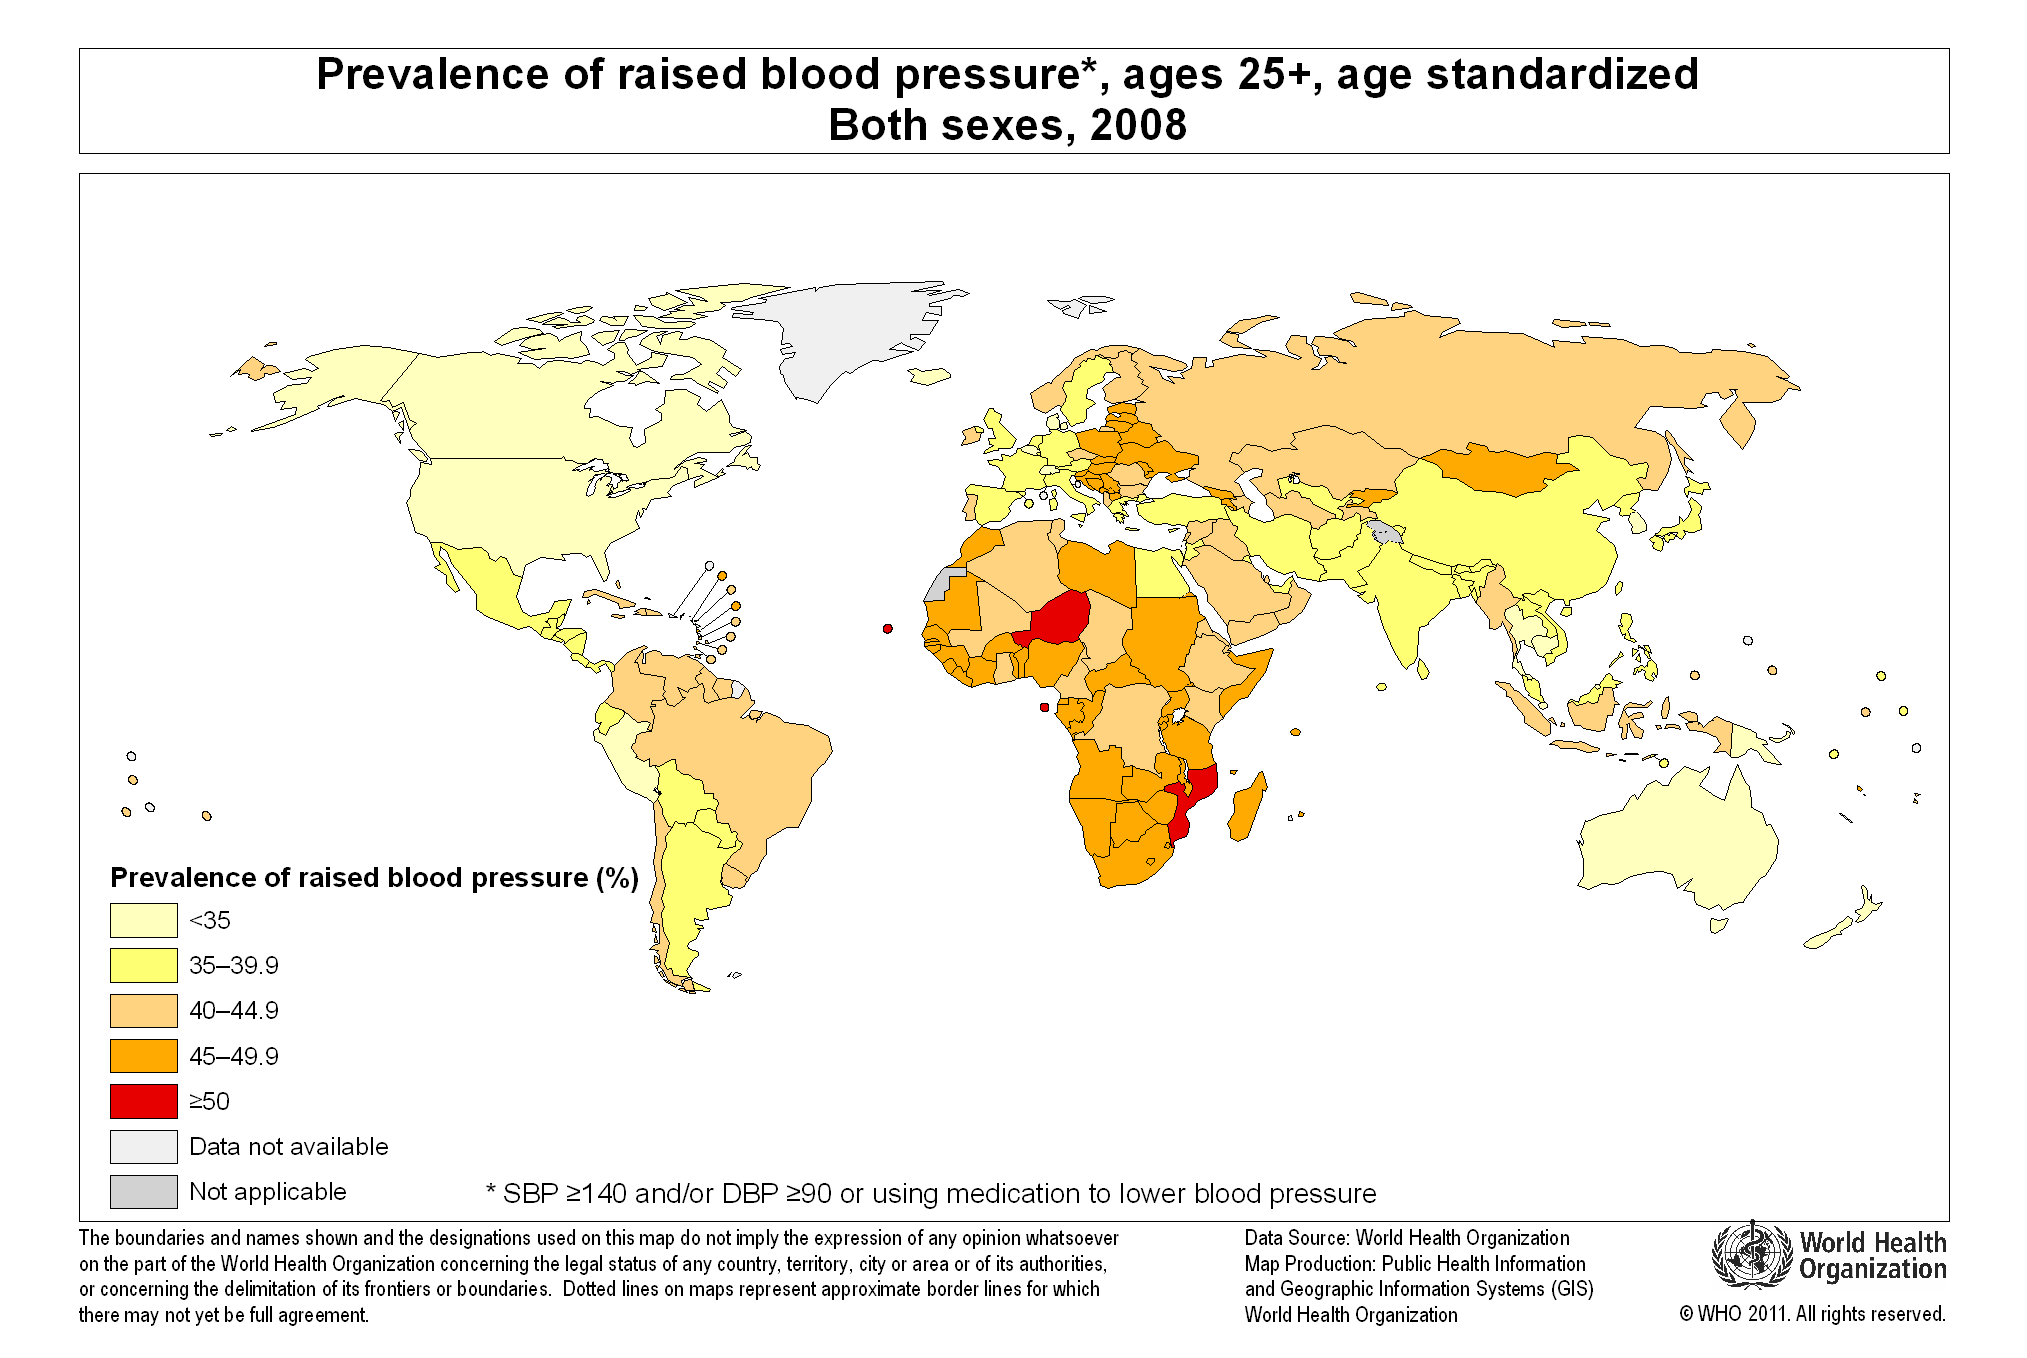 Prevalence of raised blood pressure*, ages 25+, age standardized
Both sexes, 2008
Prevalence of raised blood pressure (%)
<35
35–39.9
40–44.9
45–49.9
≥50
Data not available
Not applicable
* SBP ≥140 and/or DBP ≥90 or using medication to lower blood pressure
The boundaries and names shown and the designations used on this map do not imply the expression of any opinion whatsoever
on the part of the World Health Organization concerning the legal status of any country, territory, city or area or of its authorities,
or concerning the delimitation of its frontiers or boundaries.  Dotted lines on maps represent approximate border lines for which
there may not yet be full agreement.
Data Source: World Health Organization
Map Production: Public Health Information
and Geographic Information Systems (GIS)
World Health Organization
World Health
Organization
© WHO 2011. All rights reserved.